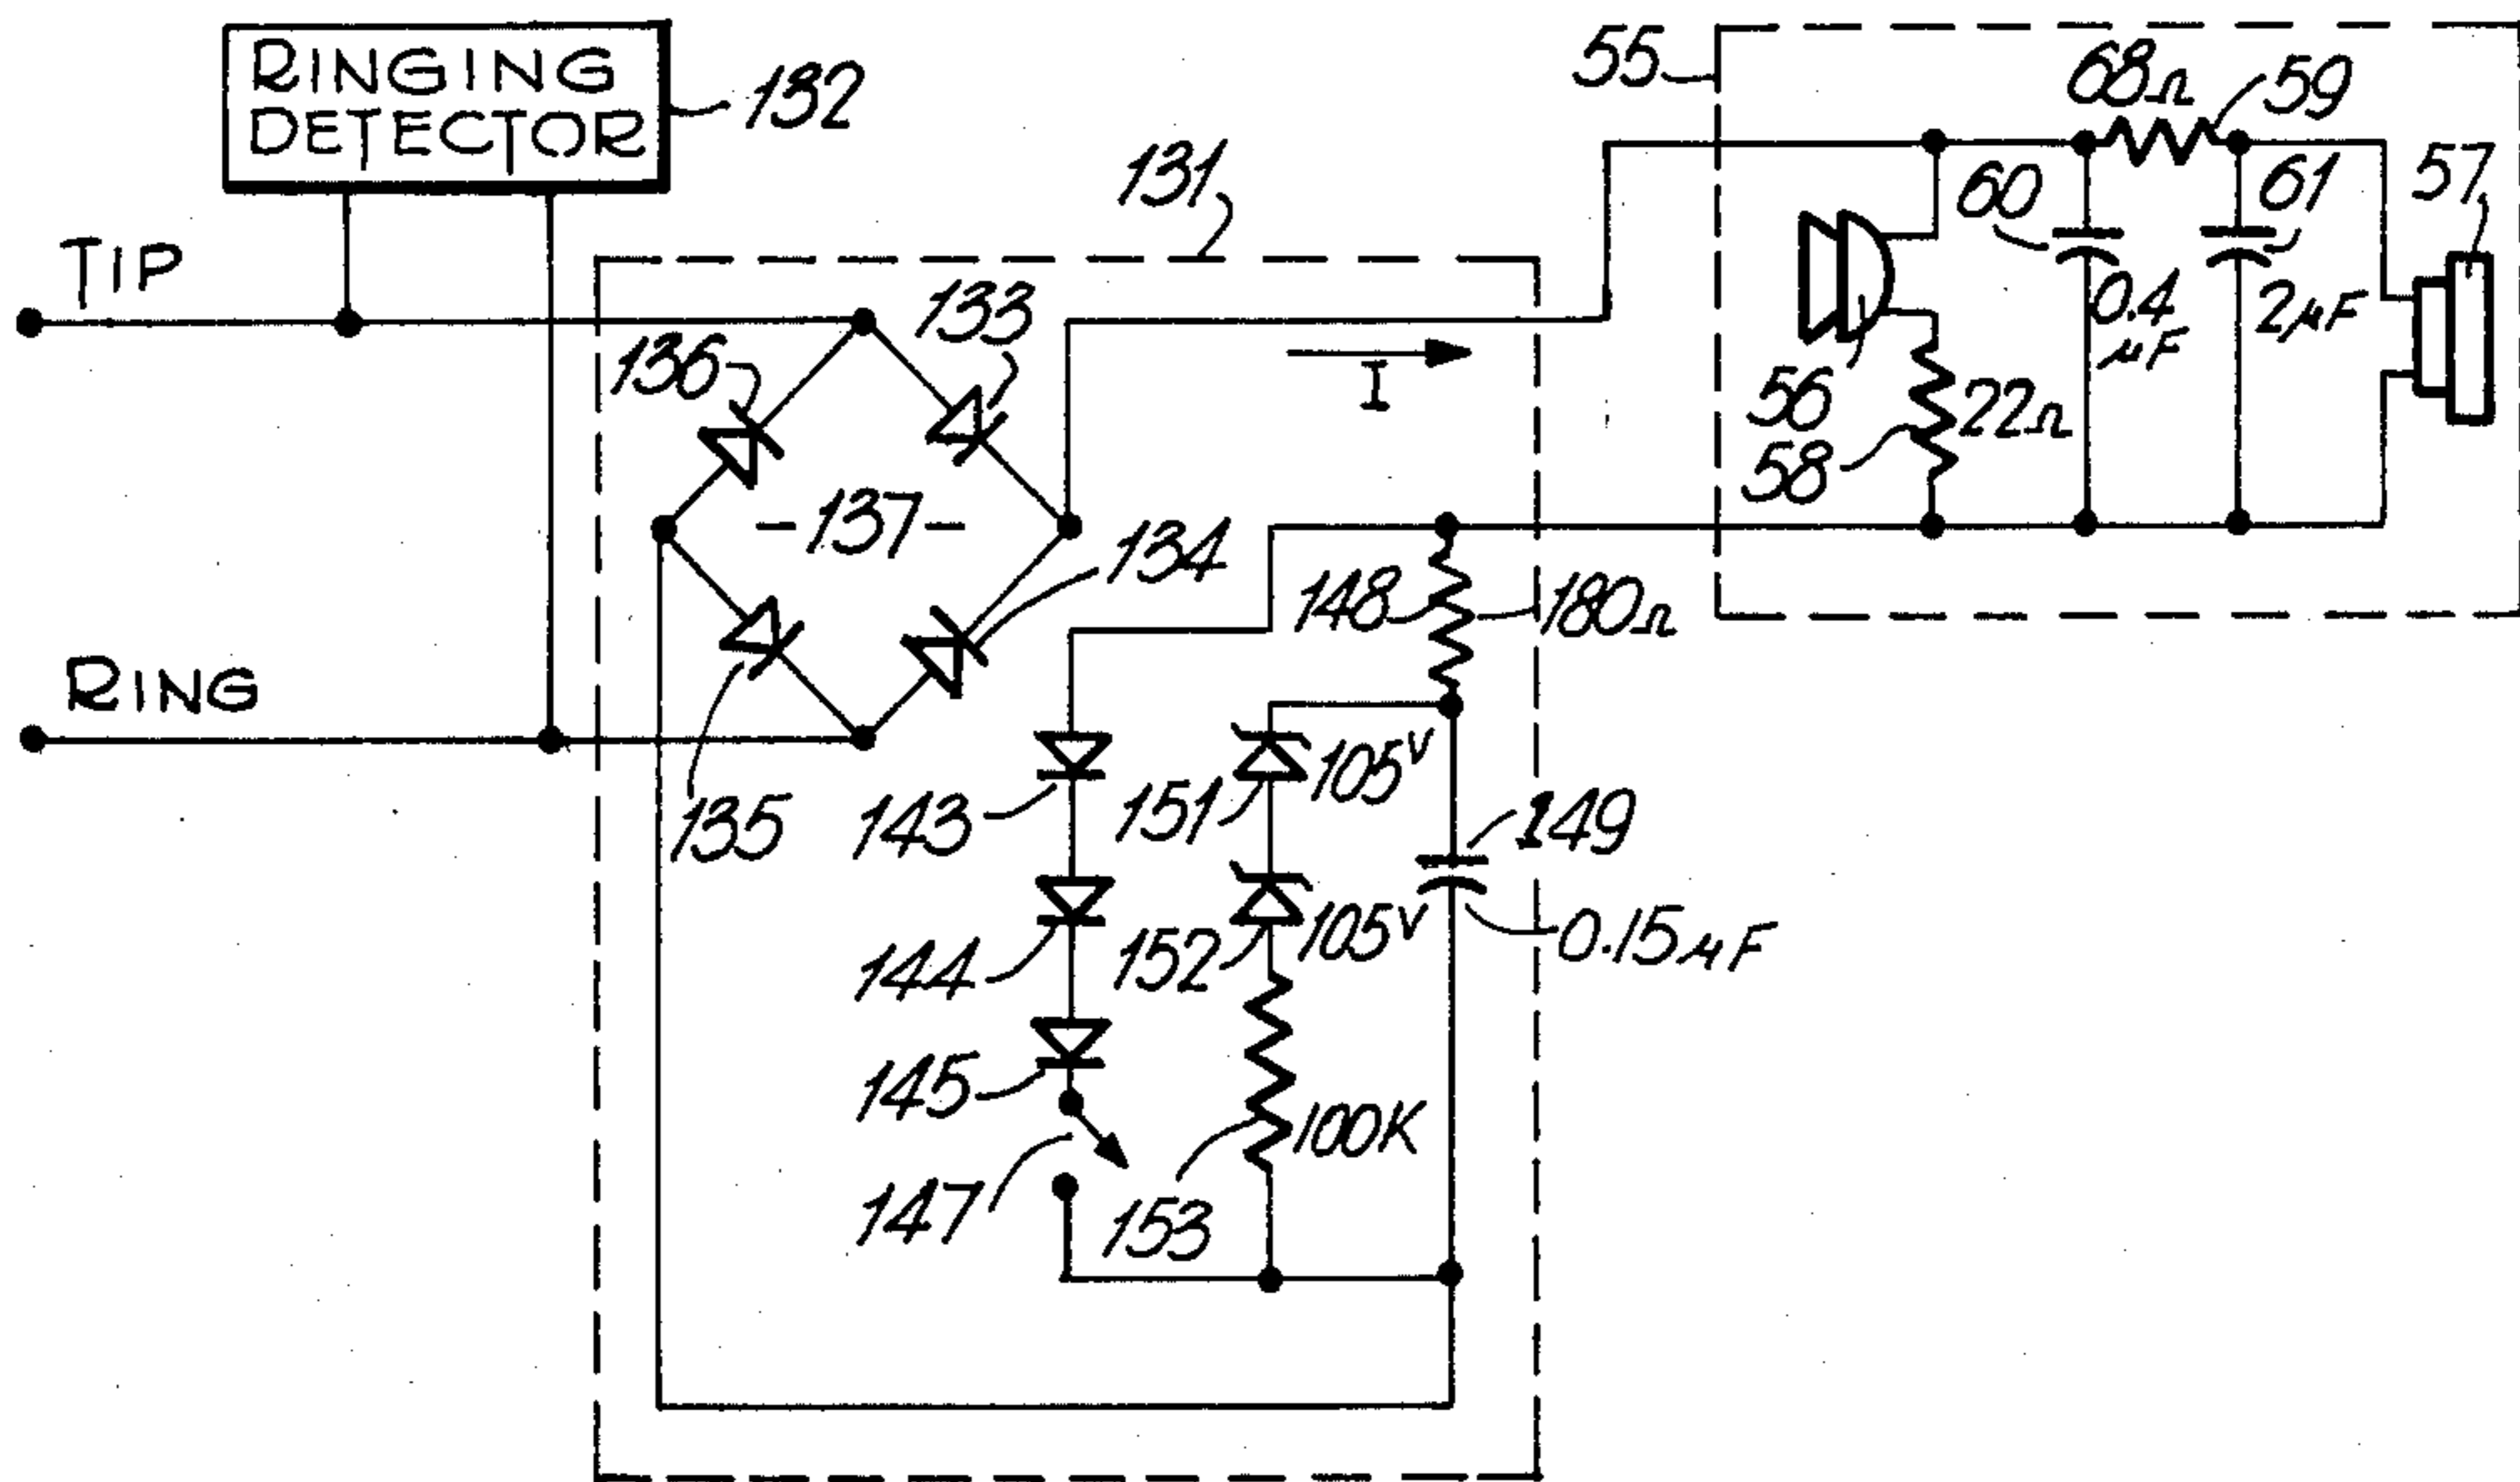 RINGING
DETECTOR
132
55
68Ω
59
131
60
61
57
TIP
133
136
0.4
μF
2μF
I
56
58
22Ω
-137-
134
148
180Ω
RING
135
143
151
105V
149
144
152
105V
0.15μF
145
100K
147
153